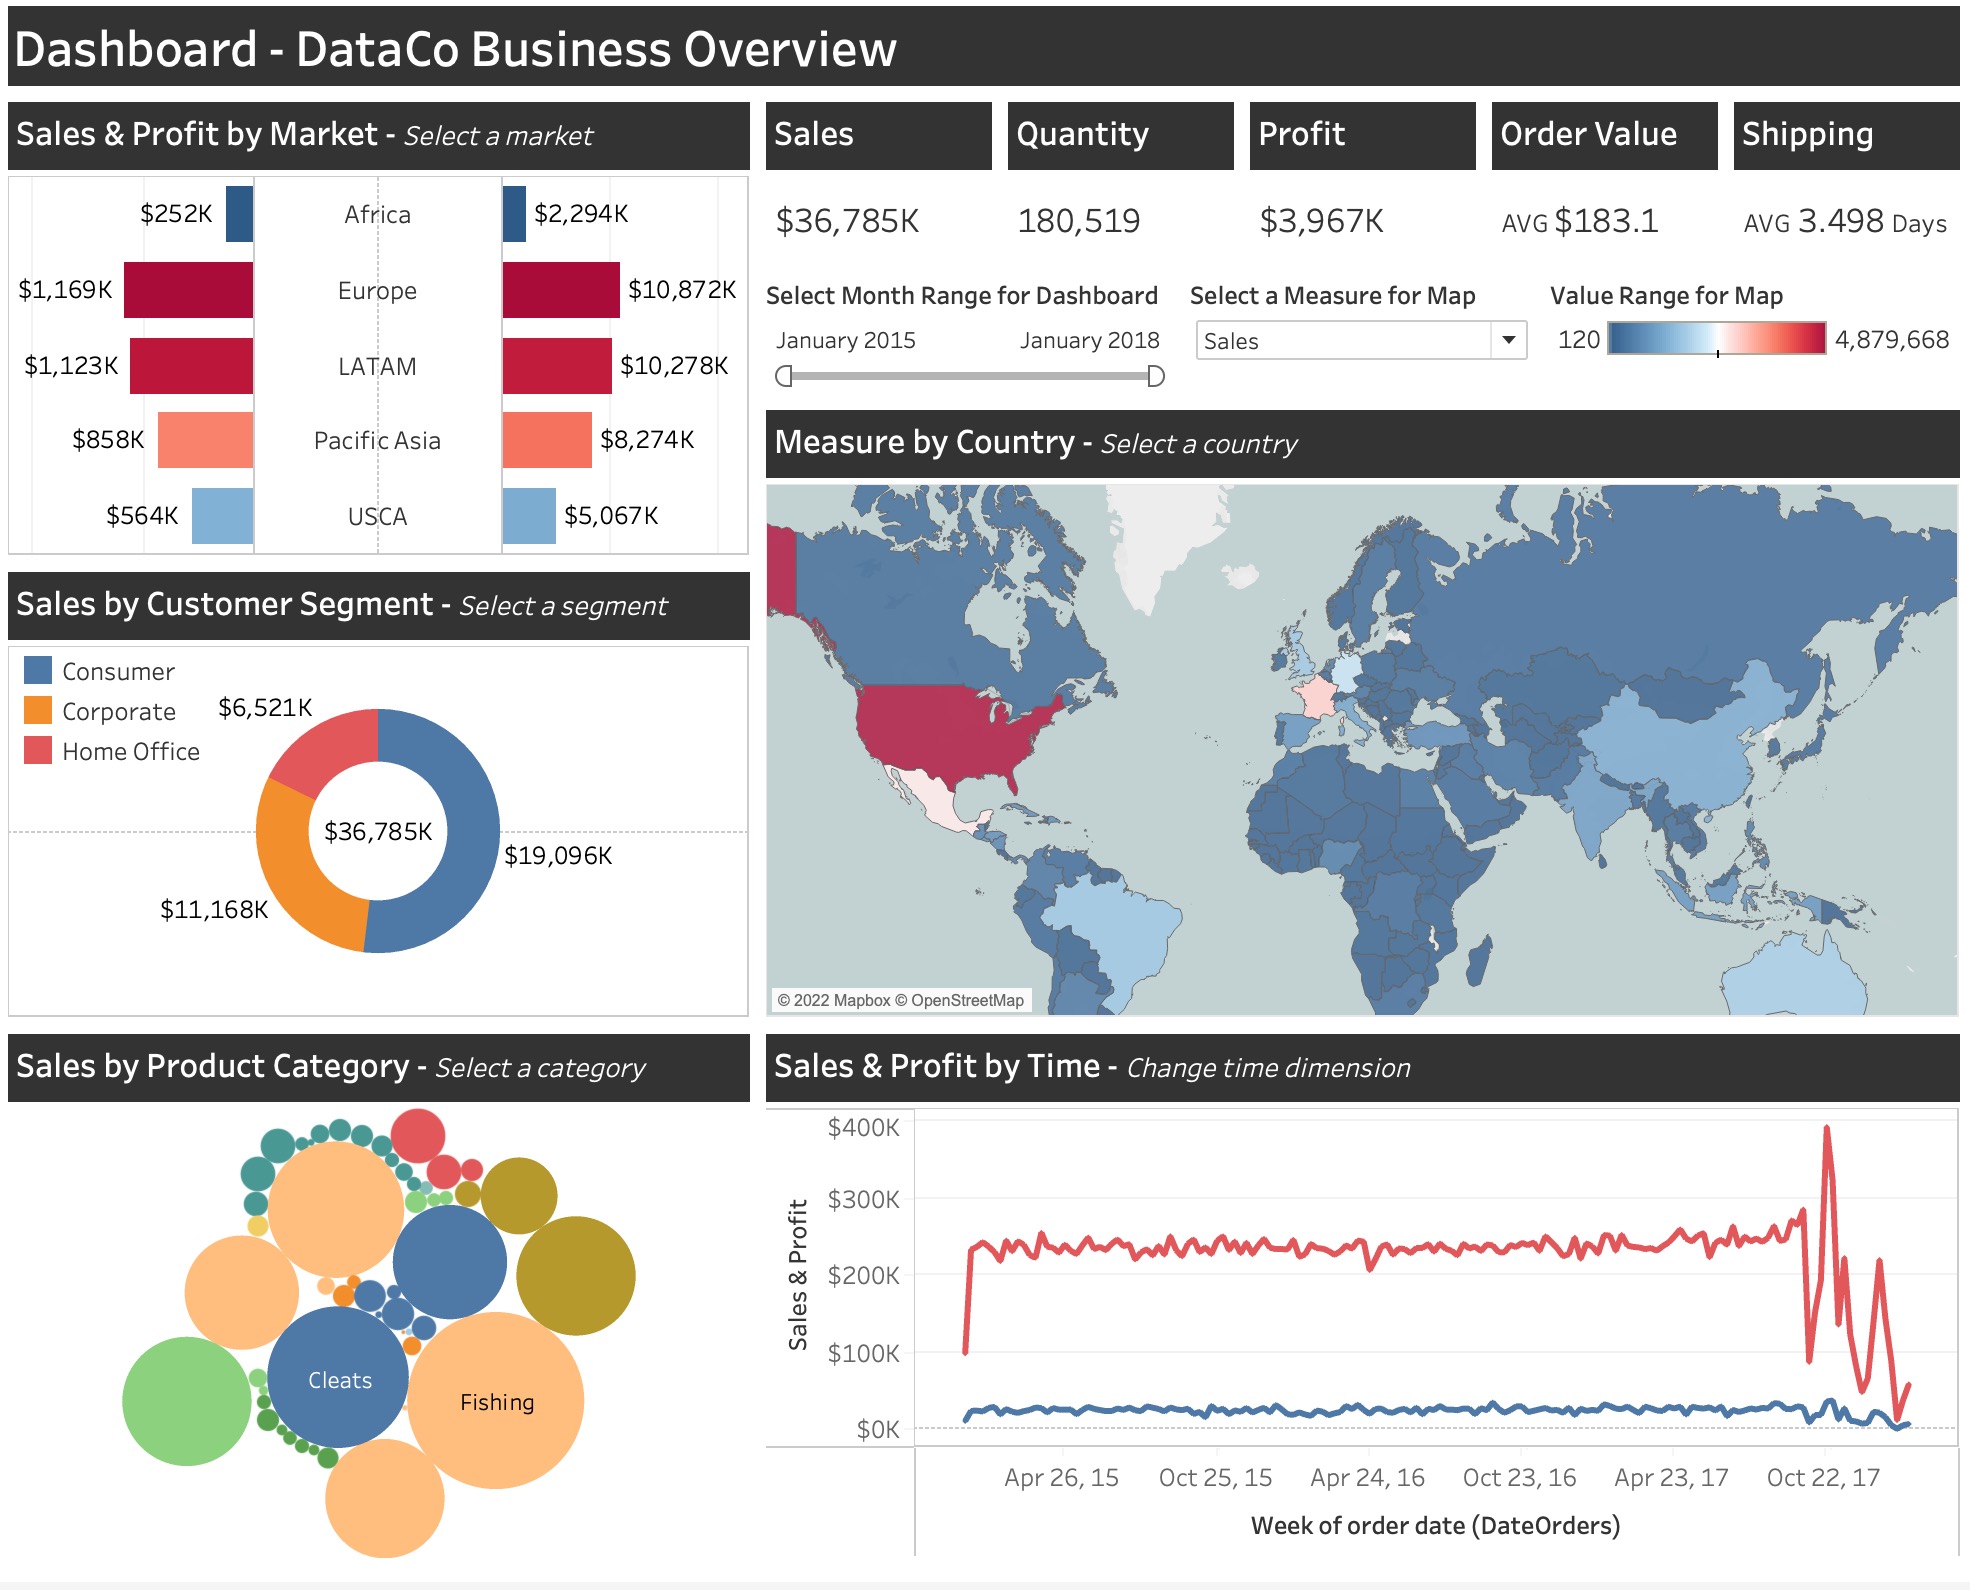 Dashboard - DataCo Business Overview
Sales & Profit by Market - Select a market
$252K Africa $2,294K
$1,169K Europe $10,872K
$1,123K LATAM $10,278K
$858K Pacific Asia $8,274K
$564K USCA $5,067K
Sales by Customer Segment - Select a segment
Consumer
Corporate
Home Office
$6,521K
$36,785K
$19,096K
$11,168K
Sales by Product Category - Select a category
Cleats
Fishing
Sales Quantity Profit Order Value Shipping
$36,785K 180,519 $3,967K AVG $183.1 AVG 3.498 Days
Select Month Range for Dashboard Select a Measure for Map Value Range for Map
January 2015 January 2018 Sales 120 4,879,668
Measure by Country - Select a country
© 2022 Mapbox © OpenStreetMap
Sales & Profit by Time - Change time dimension
Sales & Profit
$400K
$300K
$200K
$100K
$0K
Apr 26, 15 Oct 25, 15 Apr 24, 16 Oct 23, 16 Apr 23, 17 Oct 22, 17
Week of order date (DateOrders)